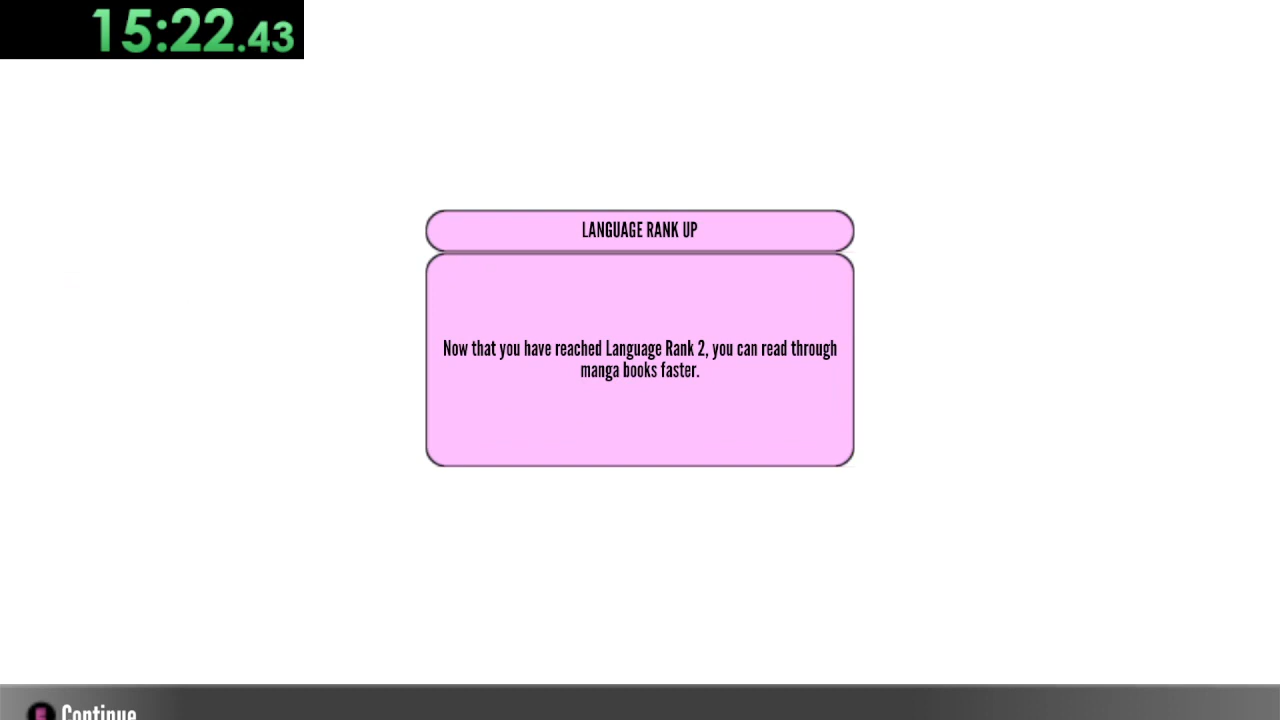 15:22.43
LANGUAGE RANK UP
Now that you have reached Language Rank 2, you can read through
manga books faster.
Continue